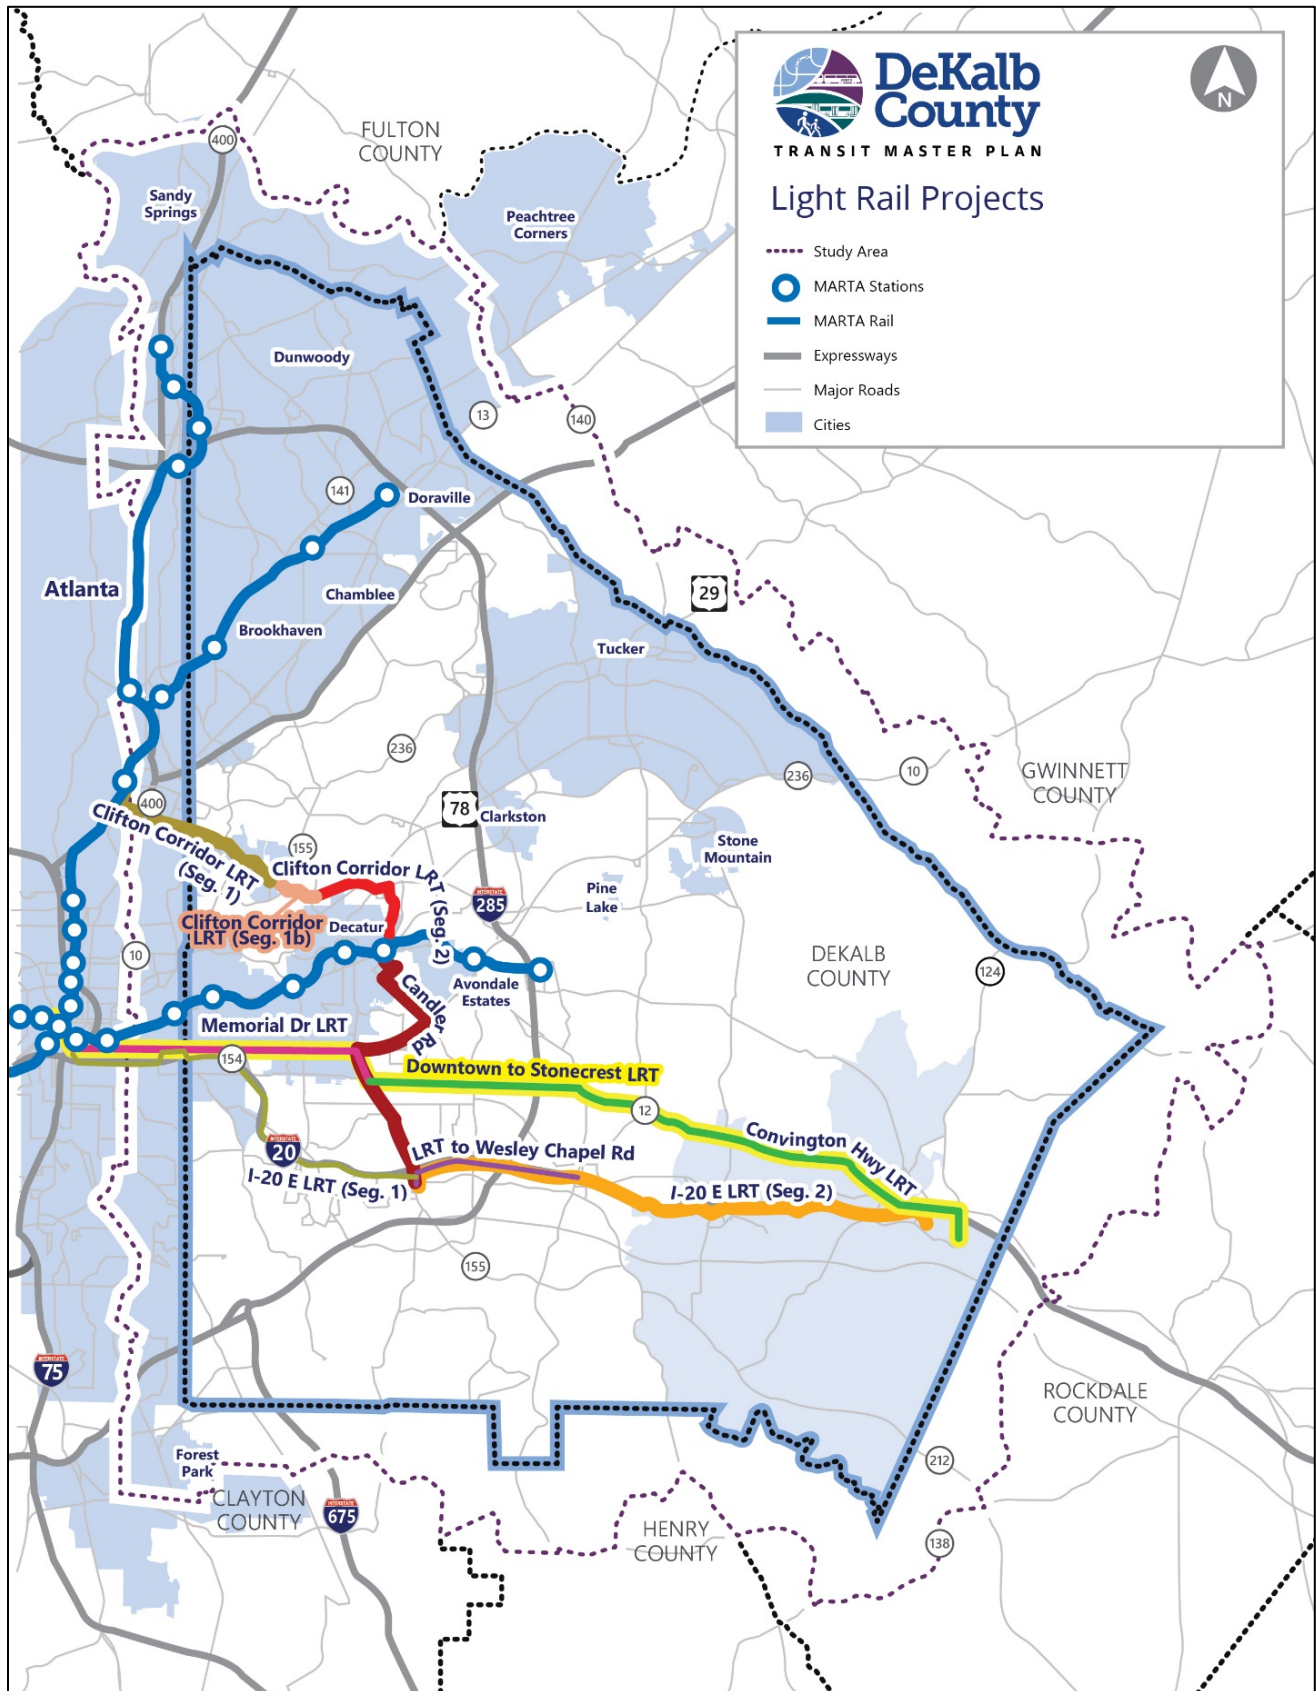 DeKalb
County
TRANSIT MASTER PLAN
N
Light Rail Projects
Study Area
MARTA Stations
MARTA Rail
Expressways
Major Roads
Cities
FULTON
COUNTY
400
Sandy
Springs
Peachtree
Corners
Dunwoody
13
140
141
Doraville
Atlanta
Chamblee
29
Brookhaven
Tucker
236
236
10
GWINNETT
COUNTY
400
78
Clarkston
Clifton Corridor LRT
(Seg. 1)
155
Stone
Mountain
Clifton Corridor LRT
(Seg. 2)
Pine
Lake
INTERSTATE
285
Clifton Corridor
LRT (Seg. 1b)
Decatur
10
DEKALB
COUNTY
124
Avondale
Estates
Candler
Rd
Memorial Dr LRT
154
Downtown to Stonecrest LRT
12
Convington Hwy LRT
INTERSTATE
20
LRT to Wesley Chapel Rd
I-20 E LRT (Seg. 1)
I-20 E LRT (Seg. 2)
155
INTERSTATE
75
ROCKDALE
COUNTY
Forest
Park
212
CLAYTON
COUNTY
INTERSTATE
675
HENRY
COUNTY
138